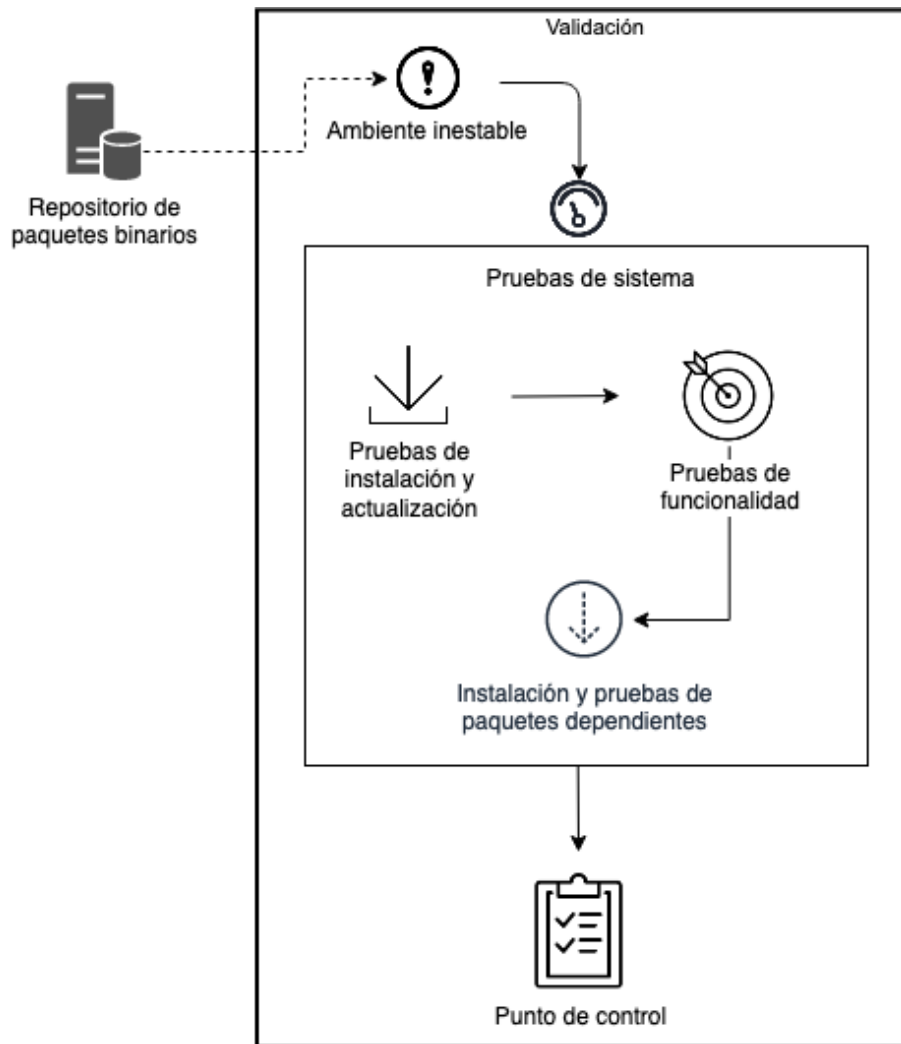 Validación
Ambiente inestable
Repositorio de
paquetes binarios
Pruebas de sistema
Pruebas de
instalación y
actualización
Pruebas de
funcionalidad
Instalación y pruebas de
paquetes dependientes
Punto de control